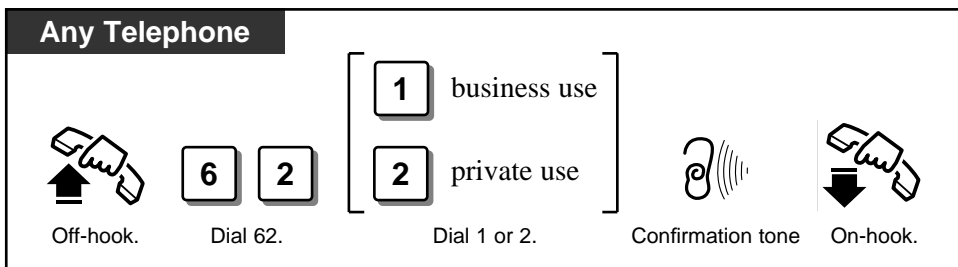 Any Telephone
1 business use
6 2 2 private use
Off-hook. Dial 62. Dial 1 or 2. Confirmation tone On-hook.